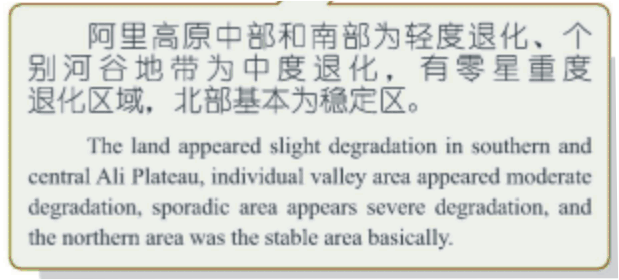 阿里高原中部和南部为轻度退化、个
别河谷地带为中度退化，有零星重度
退化区域，北部基本为稳定区。
The land appeared slight degradation in southern and
central Ali Plateau, individual valley area appeared moderate
degradation, sporadic area appears severe degradation, and
the northern area was the stable area basically.